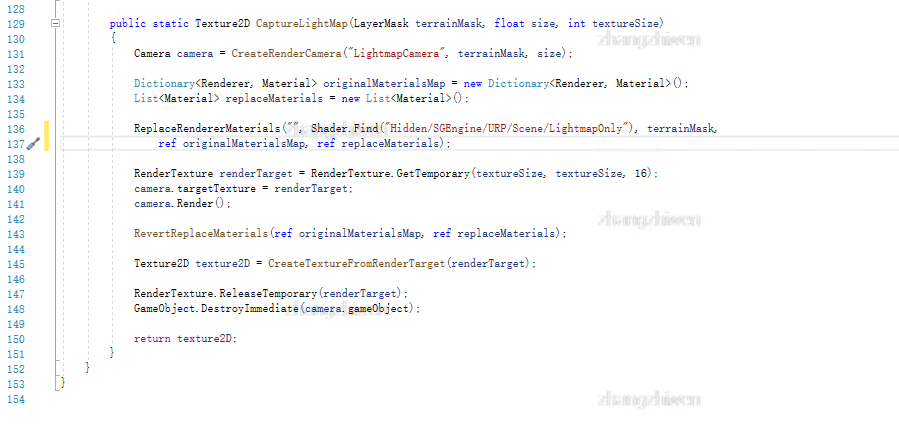 128
129 public static Texture2D CaptureLightMap(LayerMask terrainMask, float size, int textureSize)
130 {
131 Camera camera = CreateRenderCamera("LightmapCamera", terrainMask, size);
132
133 Dictionary<Renderer, Material> originalMaterialsMap = new Dictionary<Renderer, Material>();
134 List<Material> replaceMaterials = new List<Material>();
135
136 ReplaceRendererMaterials("", Shader.Find("Hidden/SGEngine/URP/Scene/LightmapOnly"), terrainMask,
137 ref originalMaterialsMap, ref replaceMaterials);
138
139 RenderTexture renderTarget = RenderTexture.GetTemporary(textureSize, textureSize, 16);
140 camera.targetTexture = renderTarget;
141 camera.Render();
142
143 RevertReplaceMaterials(ref originalMaterialsMap, ref replaceMaterials);
144
145 Texture2D texture2D = CreateTextureFromRenderTarget(renderTarget);
146
147 RenderTexture.ReleaseTemporary(renderTarget);
148 GameObject.DestroyImmediate(camera.gameObject);
149
150 return texture2D;
151 }
152 }
153 }
154
zhangzhiwen
zhangzhiwen
zhangzhiwen
zhangzhiwen
zhangzhiwen